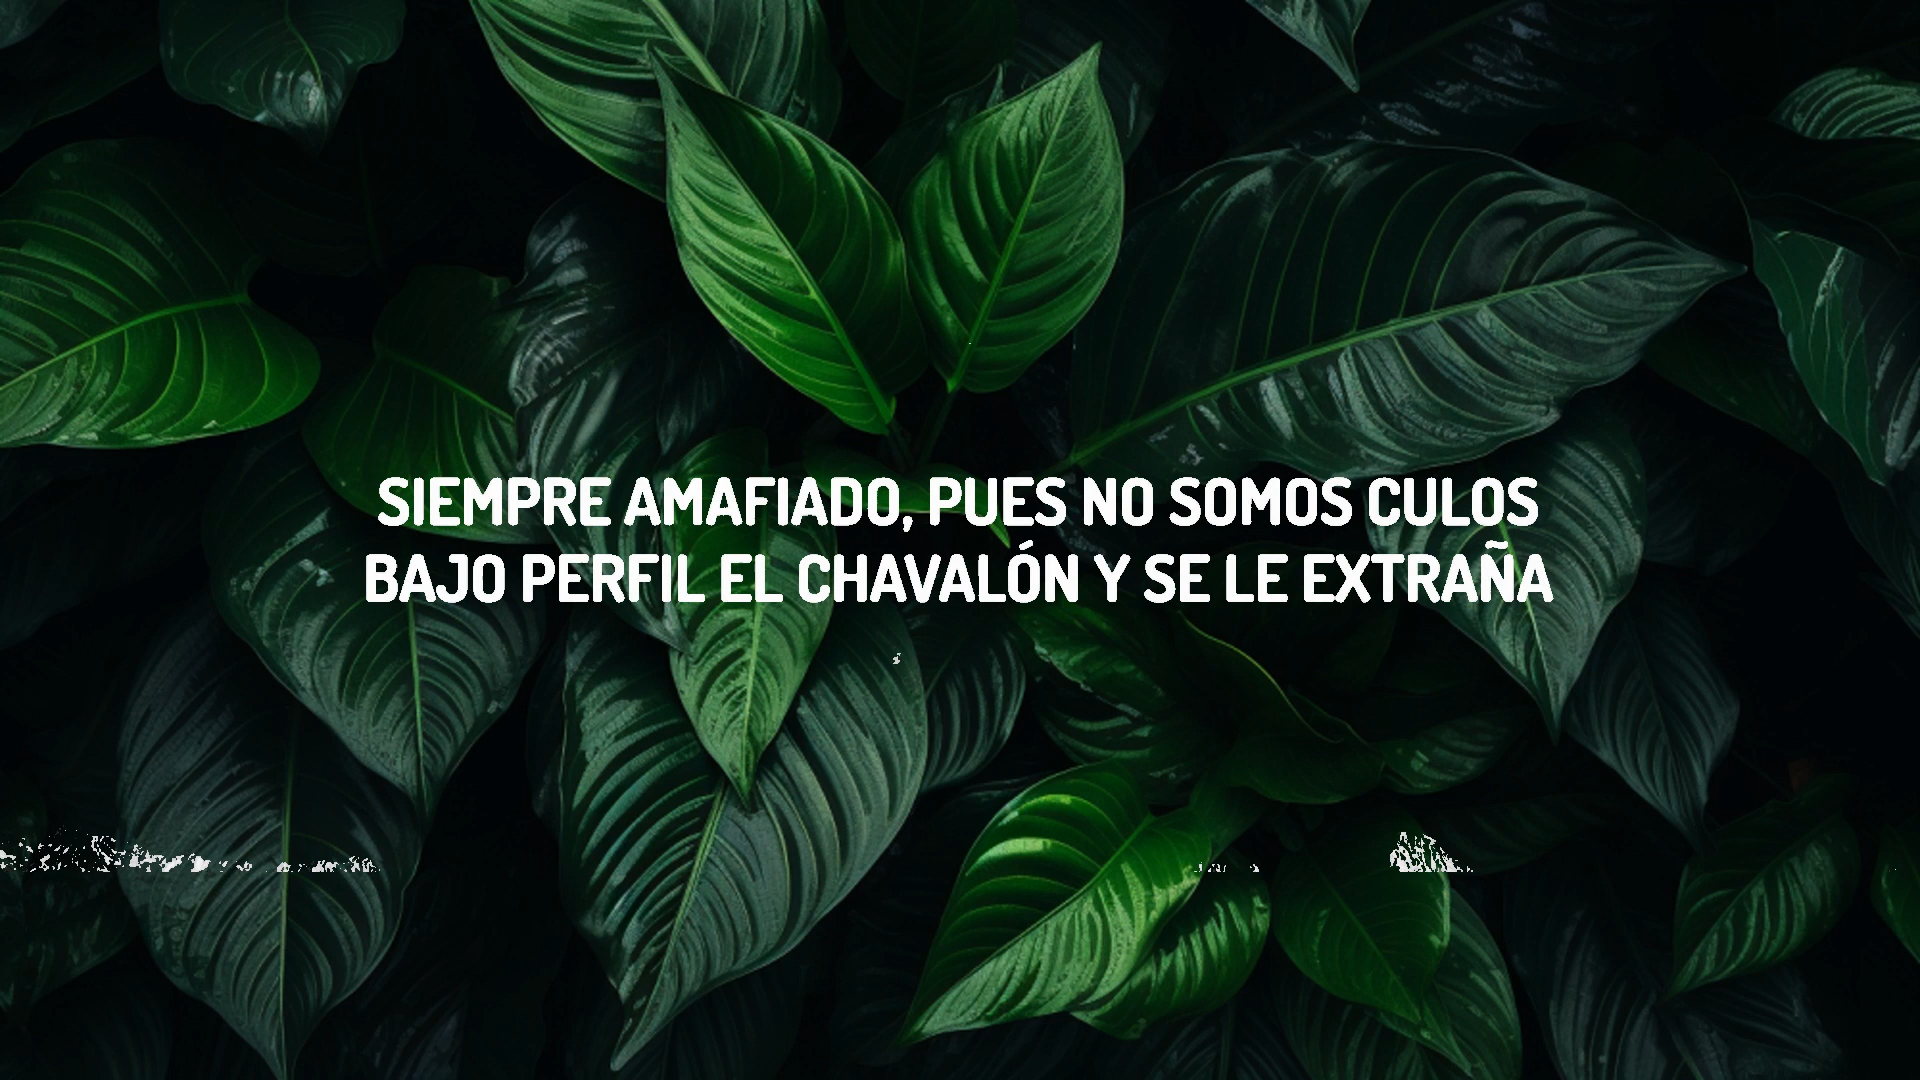 SIEMPRE AMAFIADO, PUES NO SOMOS CULOS
BAJO PERFIL EL CHAVALÓN Y SE LE EXTRAÑA